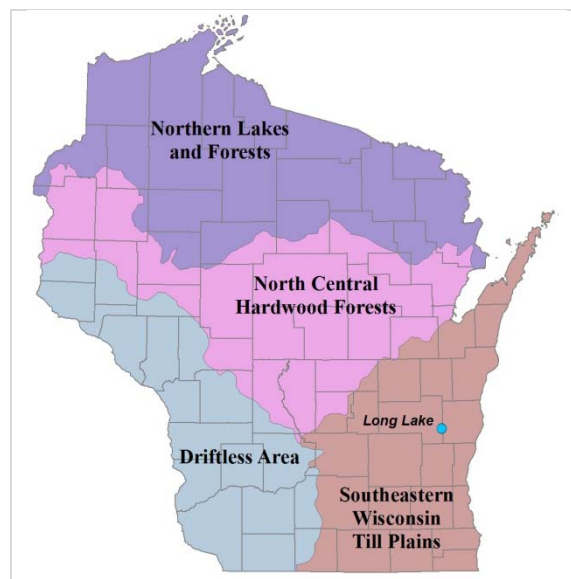 Northern Lakes
and Forests
North Central
Hardwood Forests
Long Lake
Driftless Area
Southeastern
Wisconsin
Till Plains